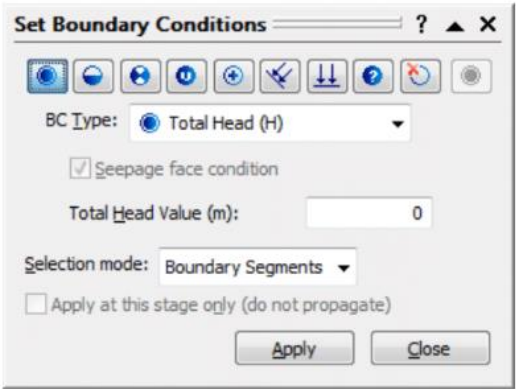 Set Boundary Conditions ? ▲ X
BC Type: Total Head (H)
Seepage face condition
Total Head Value (m): 0
Selection mode: Boundary Segments
Apply at this stage only (do not propagate)
Apply Close